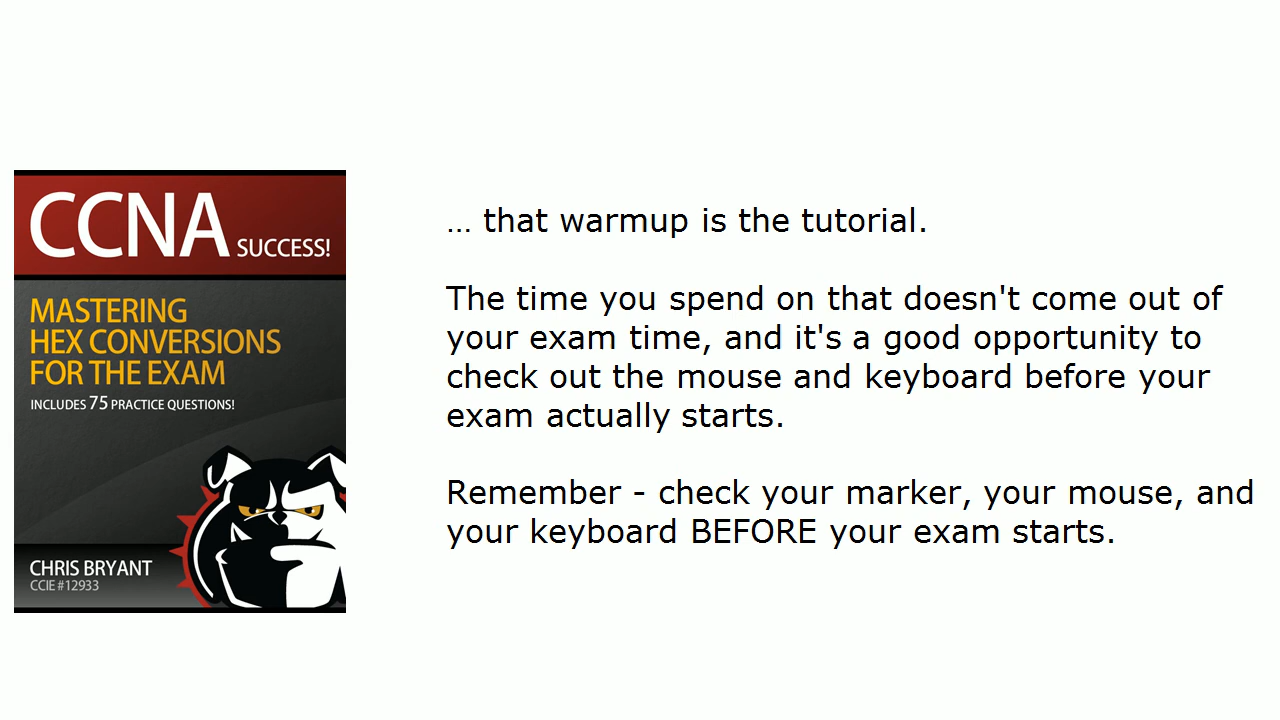 CCNA SUCCESS!
MASTERING
HEX CONVERSIONS
FOR THE EXAM
INCLUDES 75 PRACTICE QUESTIONS!
CHRIS BRYANT
CCIE #12933
… that warmup is the tutorial.
The time you spend on that doesn't come out of
your exam time, and it's a good opportunity to
check out the mouse and keyboard before your
exam actually starts.
Remember - check your marker, your mouse, and
your keyboard BEFORE your exam starts.